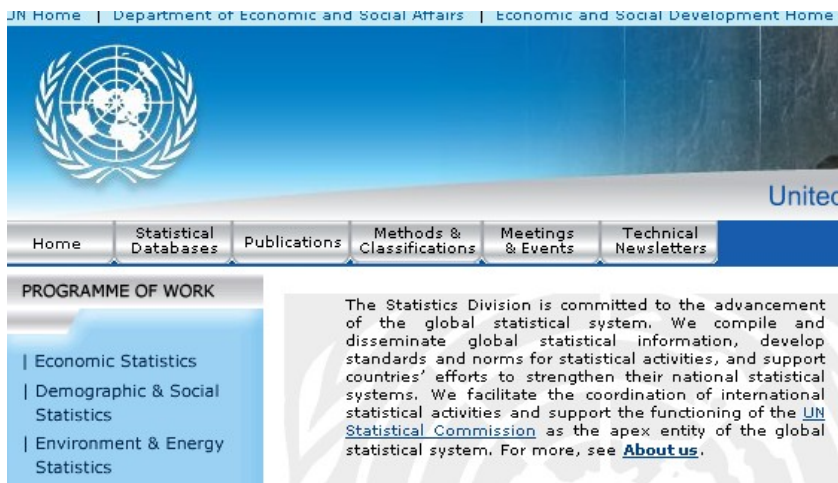 UN Home | Department of Economic and Social Affairs | Economic and Social Development Home
United
Home
Statistical
Databases
Publications
Methods &
Classifications
Meetings
& Events
Technical
Newsletters
PROGRAMME OF WORK
| Economic Statistics
| Demographic & Social
Statistics
| Environment & Energy
Statistics
The Statistics Division is committed to the advancement
of the global statistical system. We compile and
disseminate global statistical information, develop
standards and norms for statistical activities, and support
countries' efforts to strengthen their national statistical
systems. We facilitate the coordination of international
statistical activities and support the functioning of the UN
Statistical Commission as the apex entity of the global
statistical system. For more, see About us.